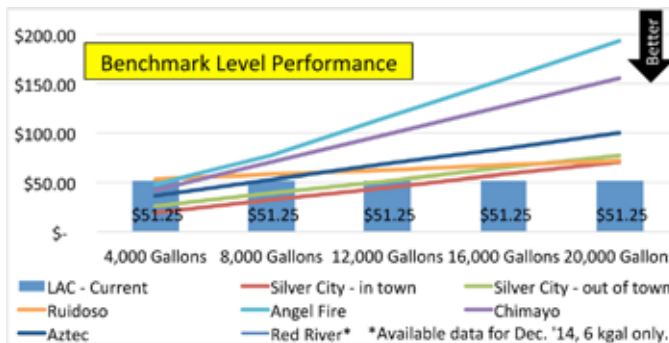 $200.00
Benchmark Level Performance
Better
$150.00
$100.00
$50.00
$51.25 $51.25 $51.25 $51.25 $51.25
$-
4,000 Gallons 8,000 Gallons 12,000 Gallons 16,000 Gallons 20,000 Gallon
LAC - Current Silver City - in town Silver City - out of town
Ruidoso Angel Fire Chimayo
Aztec Red River* *Available data for Dec. '14, 6 kgal only.